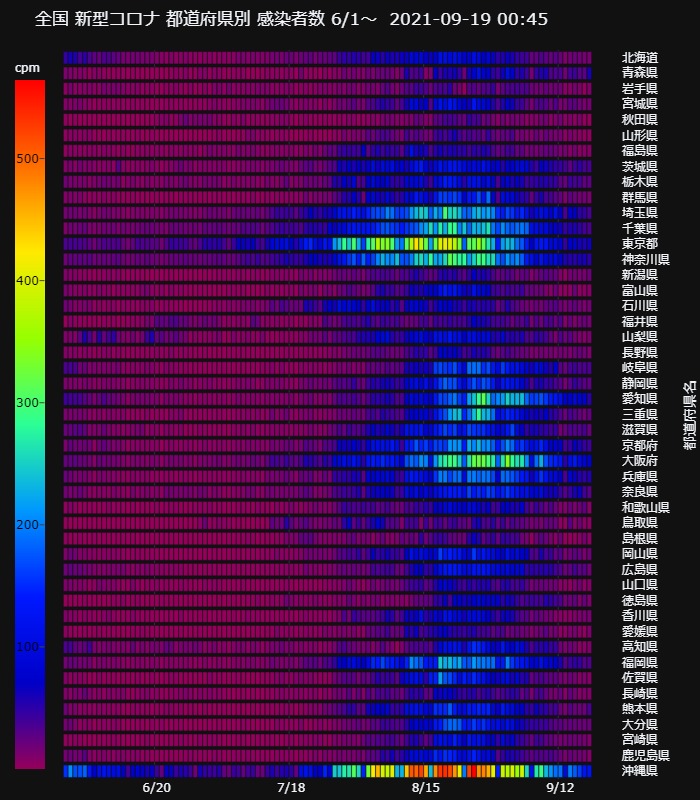 全国 新型コロナ 都道府県別 感染者数 6/1～ 2021-09-19 00:45
cpm
500
400
300
200
100
北海道
青森県
岩手県
宮城県
秋田県
山形県
福島県
茨城県
栃木県
群馬県
埼玉県
千葉県
東京都
神奈川県
新潟県
富山県
石川県
福井県
山梨県
長野県
岐阜県
静岡県
愛知県
三重県
滋賀県
京都府
大阪府
兵庫県
奈良県
和歌山県
鳥取県
島根県
岡山県
広島県
山口県
徳島県
香川県
愛媛県
高知県
福岡県
佐賀県
長崎県
熊本県
大分県
宮崎県
鹿児島県
沖縄県
都道府県名
6/20 7/18 8/15 9/12